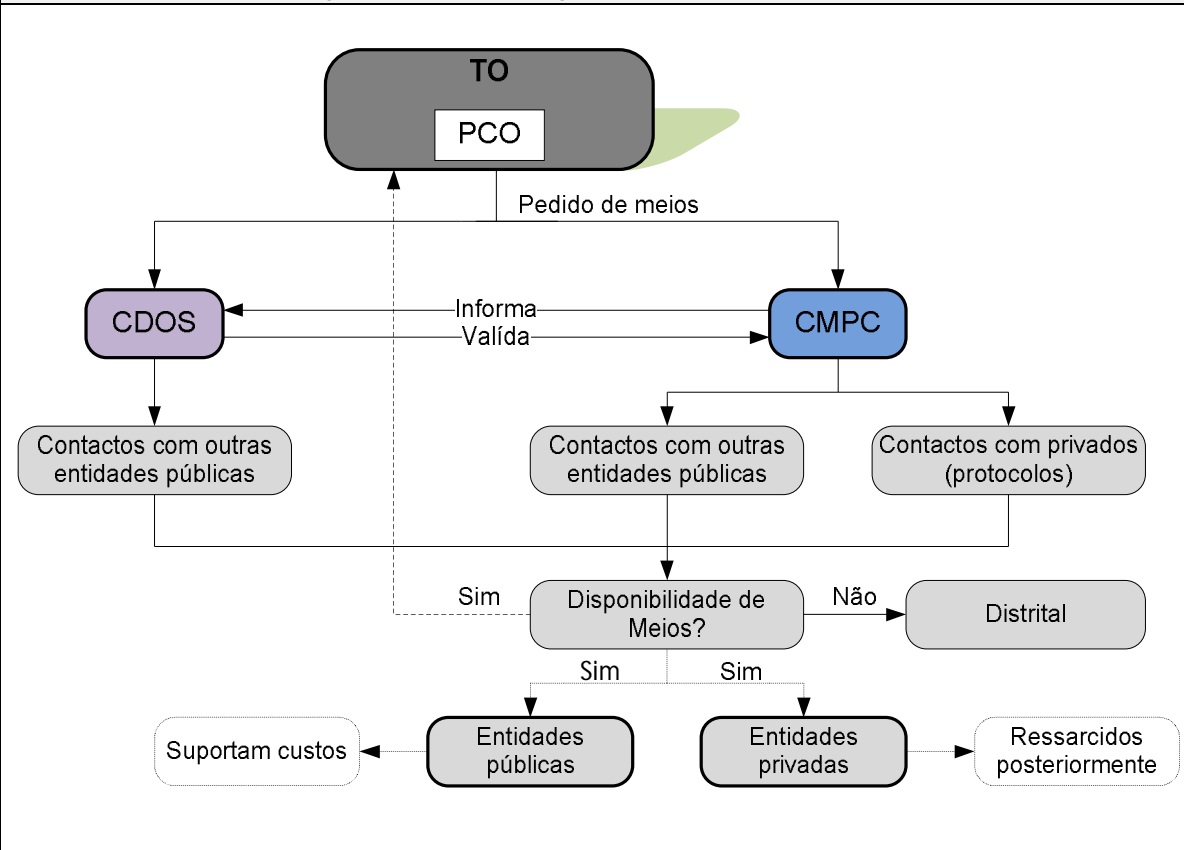 TO
PCO
Pedido de meios
CDOS
Informa
Valída
CMPC
Contactos com outras
entidades públicas
Contactos com outras
entidades públicas
Contactos com privados
(protocolos)
Sim
Disponibilidade de
Meios?
Não
Distrital
Sim
Sim
Suportam custos
Entidades
públicas
Entidades
privadas
Ressarcidos
posteriormente